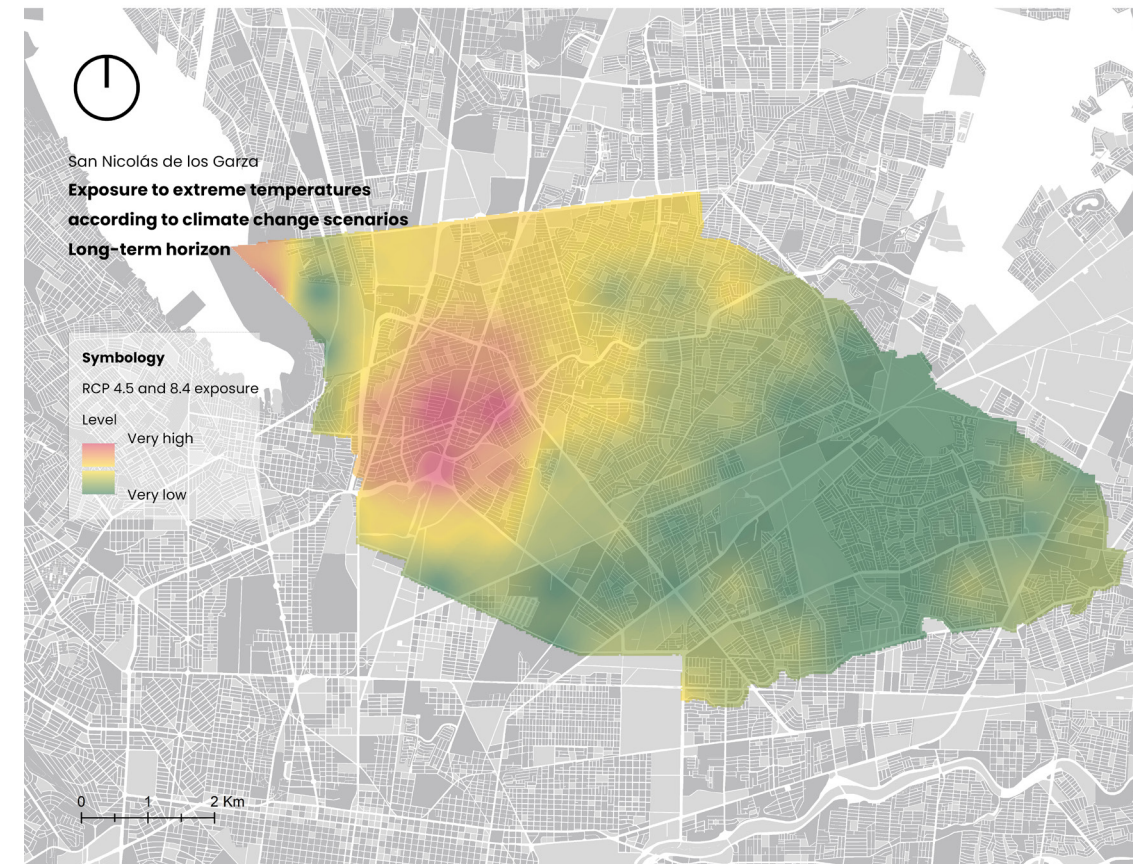 San Nicolás de los Garza
Exposure to extreme temperatures
according to climate change scenarios
Long-term horizon
Symbology
RCP 4.5 and 8.4 exposure
Level
Very high
Very low
0 1 2 Km